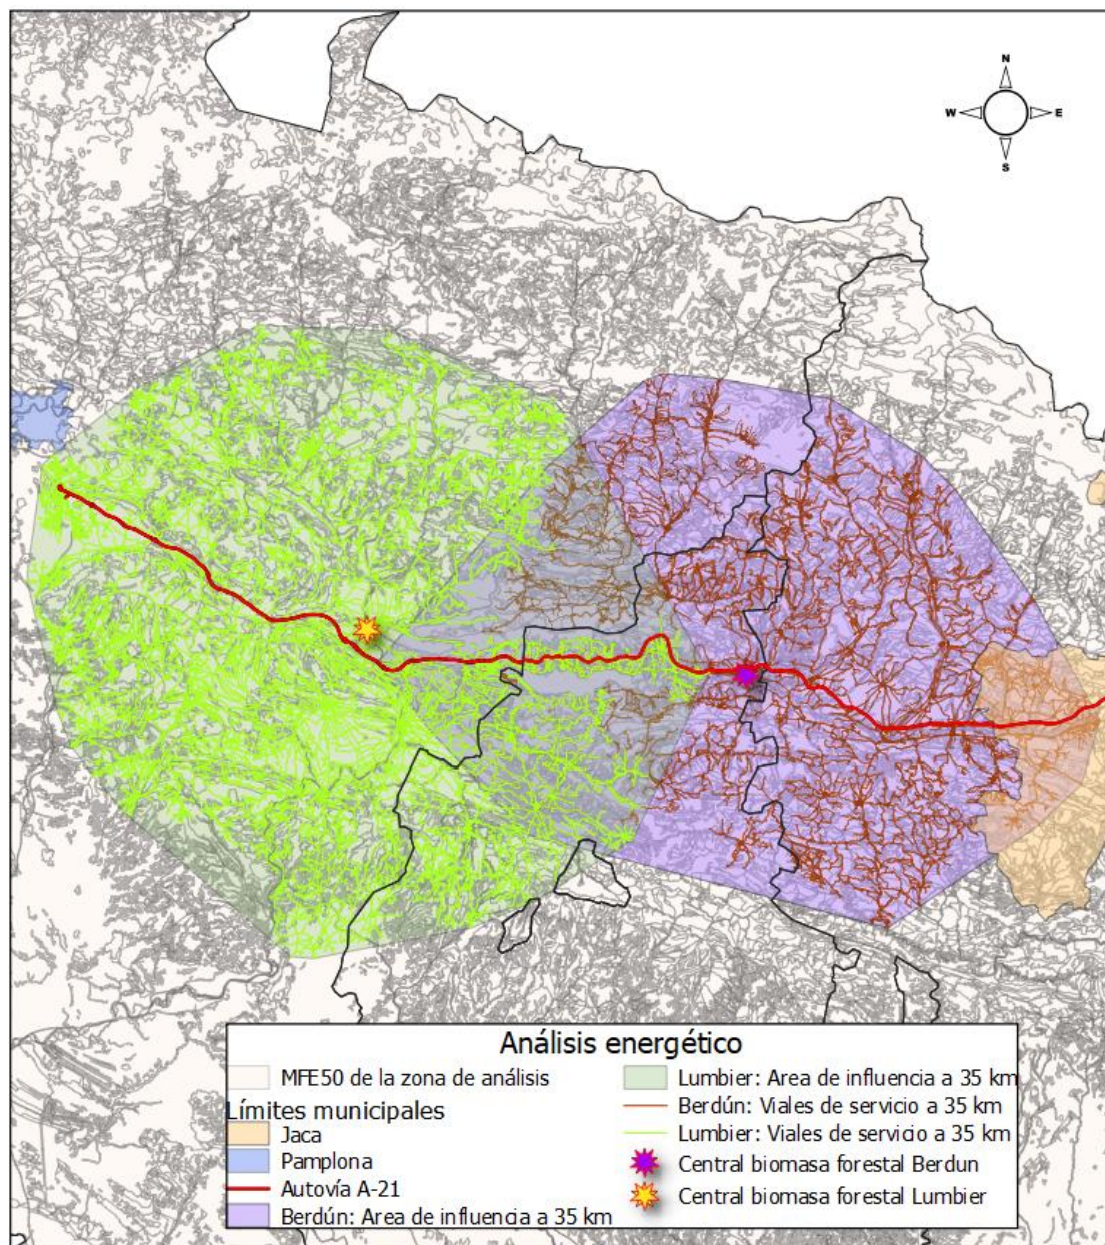 N
W E
S
Análisis energético
MFE50 de la zona de análisis
Límites municipales
Jaca
Pamplona
Autovía A-21
Berdún: Area de influencia a 35 km
Lumbier: Area de influencia a 35 km
Berdún: Viales de servicio a 35 km
Lumbier: Viales de servicio a 35 km
Central biomasa forestal Berdun
Central biomasa forestal Lumbier